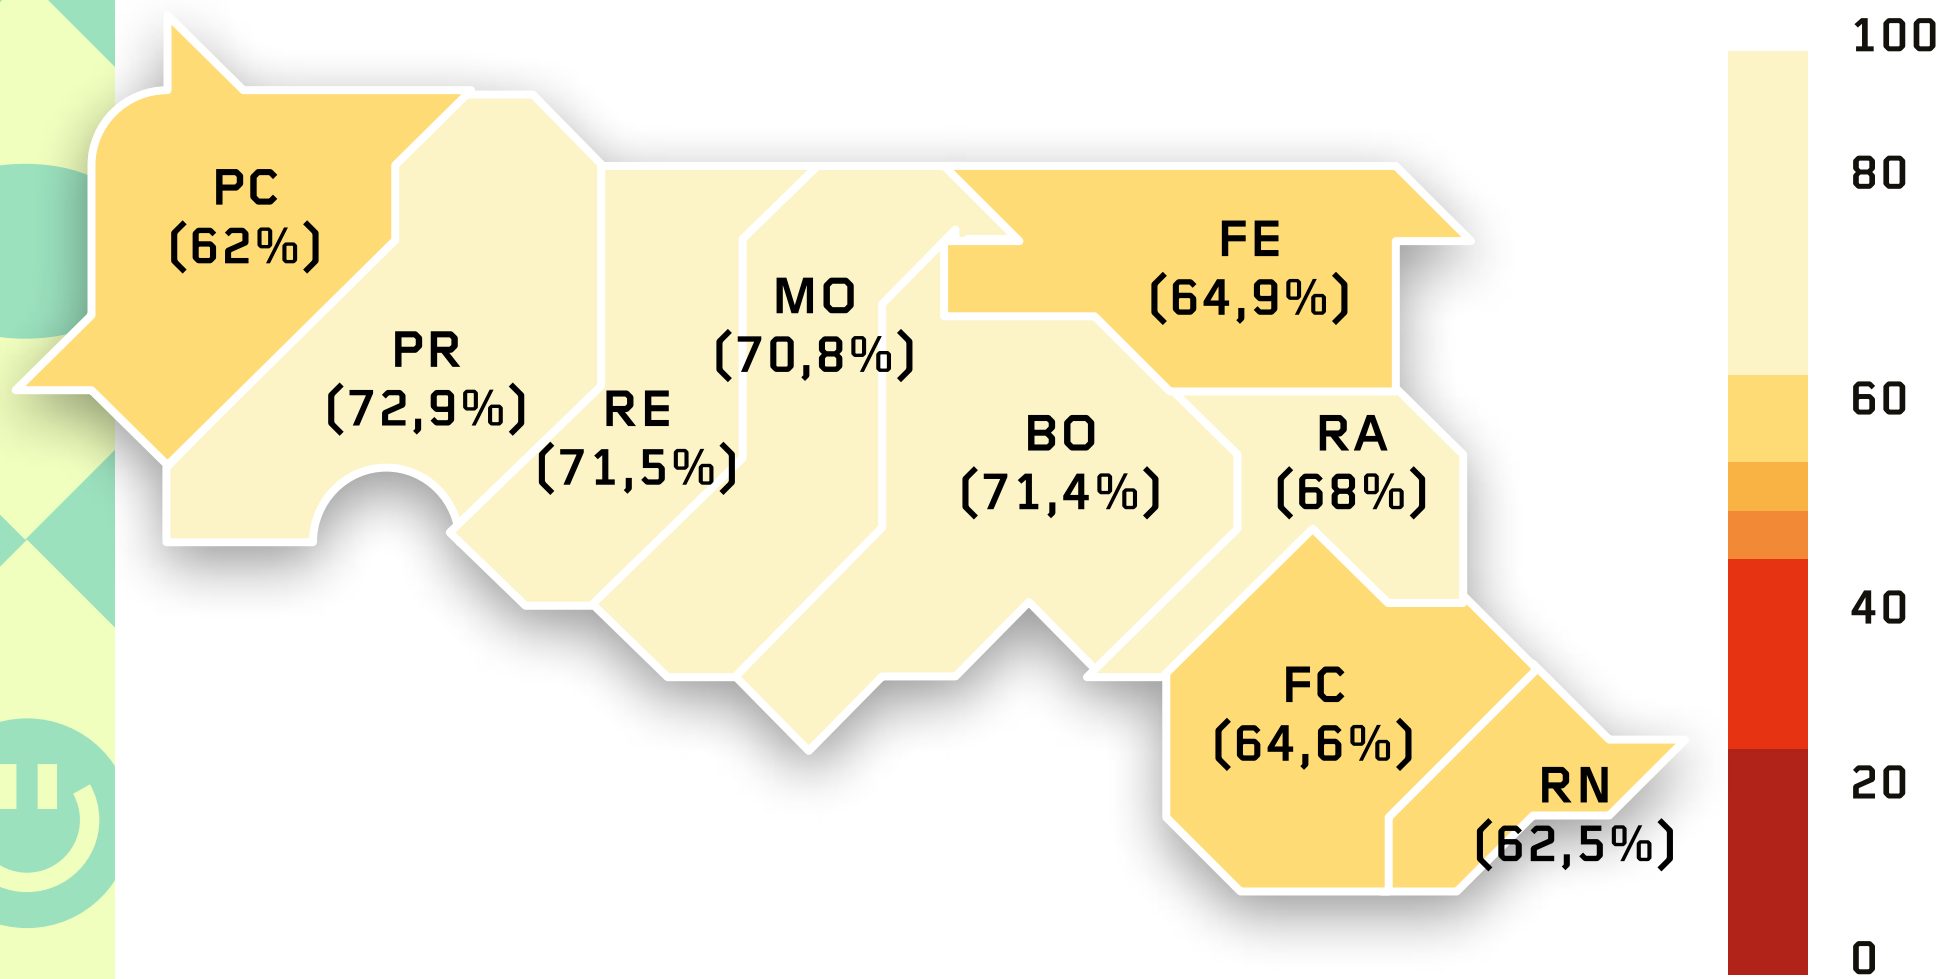 PC
(62%)
PR
(72,9%)
RE
(71,5%)
MO
(70,8%)
BO
(71,4%)
FE
(64,9%)
RA
(68%)
FC
(64,6%)
RN
(62,5%)
100
80
60
40
20
0